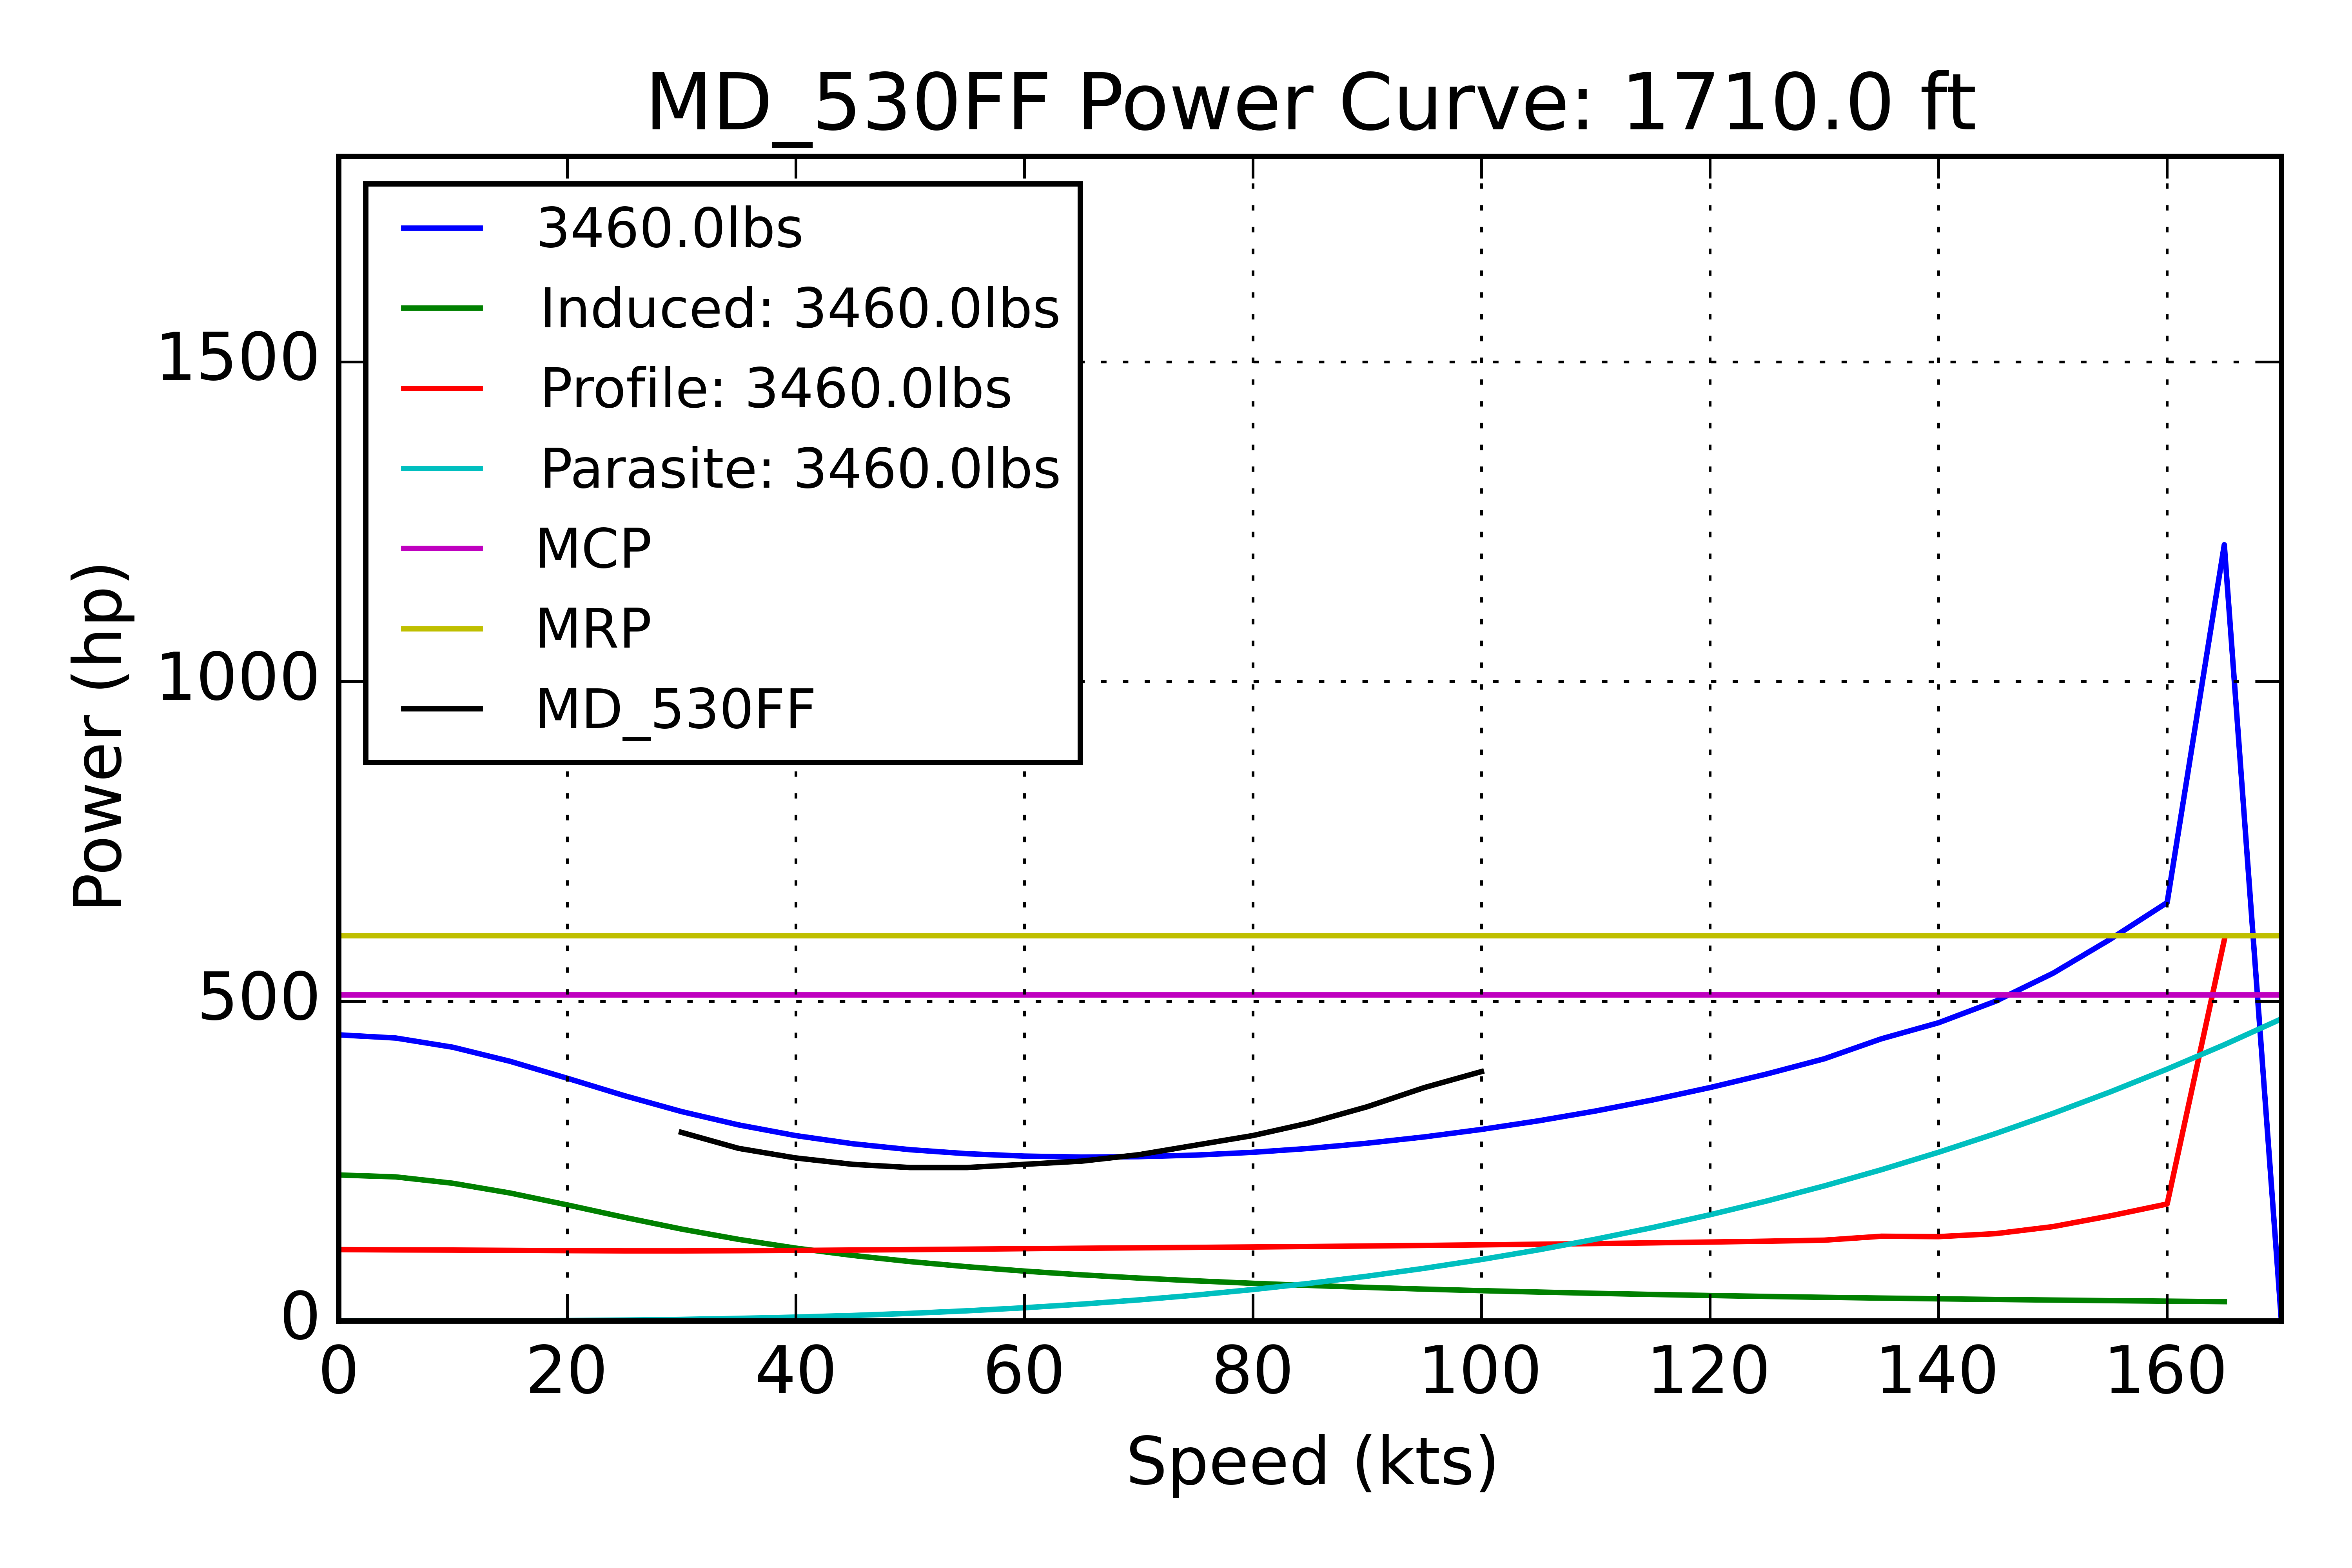 MD_530FF Power Curve: 1710.0 ft
3460.0lbs
Induced: 3460.0lbs
Profile: 3460.0lbs
Parasite: 3460.0lbs
MCP
MRP
MD_530FF
Power (hp)
1500
1000
500
0
0 20 40 60 80 100 120 140 160
Speed (kts)